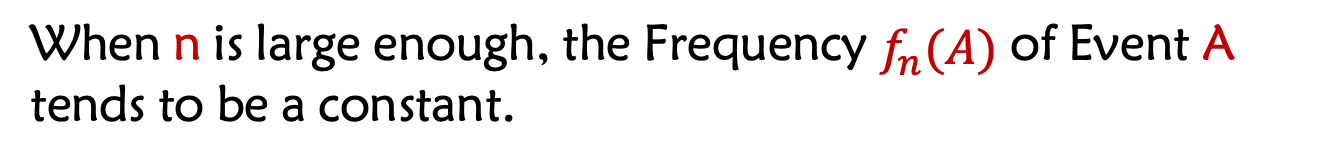 When n is large enough, the Frequency fₙ(A) of Event A
tends to be a constant.